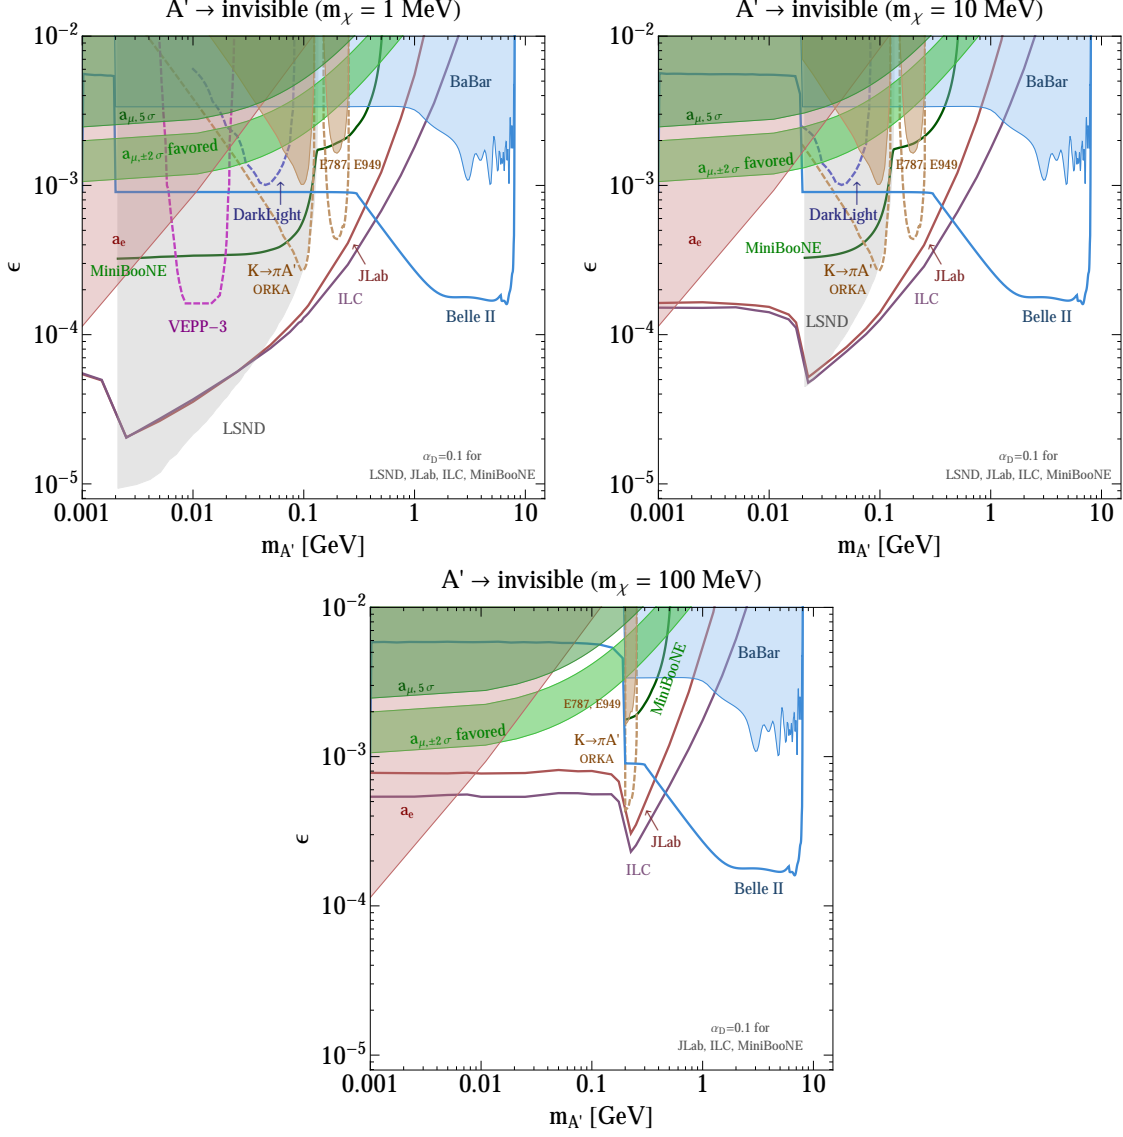 A' → invisible (mχ = 1 MeV)
10⁻²
10⁻³
10⁻⁴
10⁻⁵
ϵ
aμ, 5 σ
aμ,±2 σ favored
ae
MiniBooNE
VEPP−3
DarkLight
K→πA'
ORKA
E787, E949
BaBar
JLab
ILC
Belle II
LSND
αD=0.1 for
LSND, JLab, ILC, MiniBooNE
0.001
0.01
0.1
1
10
mA' [GeV]
A' → invisible (mχ = 10 MeV)
10⁻²
10⁻³
10⁻⁴
10⁻⁵
ϵ
aμ, 5 σ
aμ,±2 σ favored
ae
MiniBooNE
DarkLight
K→πA'
ORKA
E787, E949
BaBar
JLab
ILC
Belle II
LSND
αD=0.1 for
LSND, JLab, ILC, MiniBooNE
0.001
0.01
0.1
1
10
mA' [GeV]
A' → invisible (mχ = 100 MeV)
10⁻²
10⁻³
10⁻⁴
10⁻⁵
ϵ
aμ, 5 σ
aμ,±2 σ favored
ae
E787, E949
K→πA'
ORKA
MiniBooNE
BaBar
JLab
ILC
Belle II
αD=0.1 for
JLab, ILC, MiniBooNE
0.001
0.01
0.1
1
10
mA' [GeV]